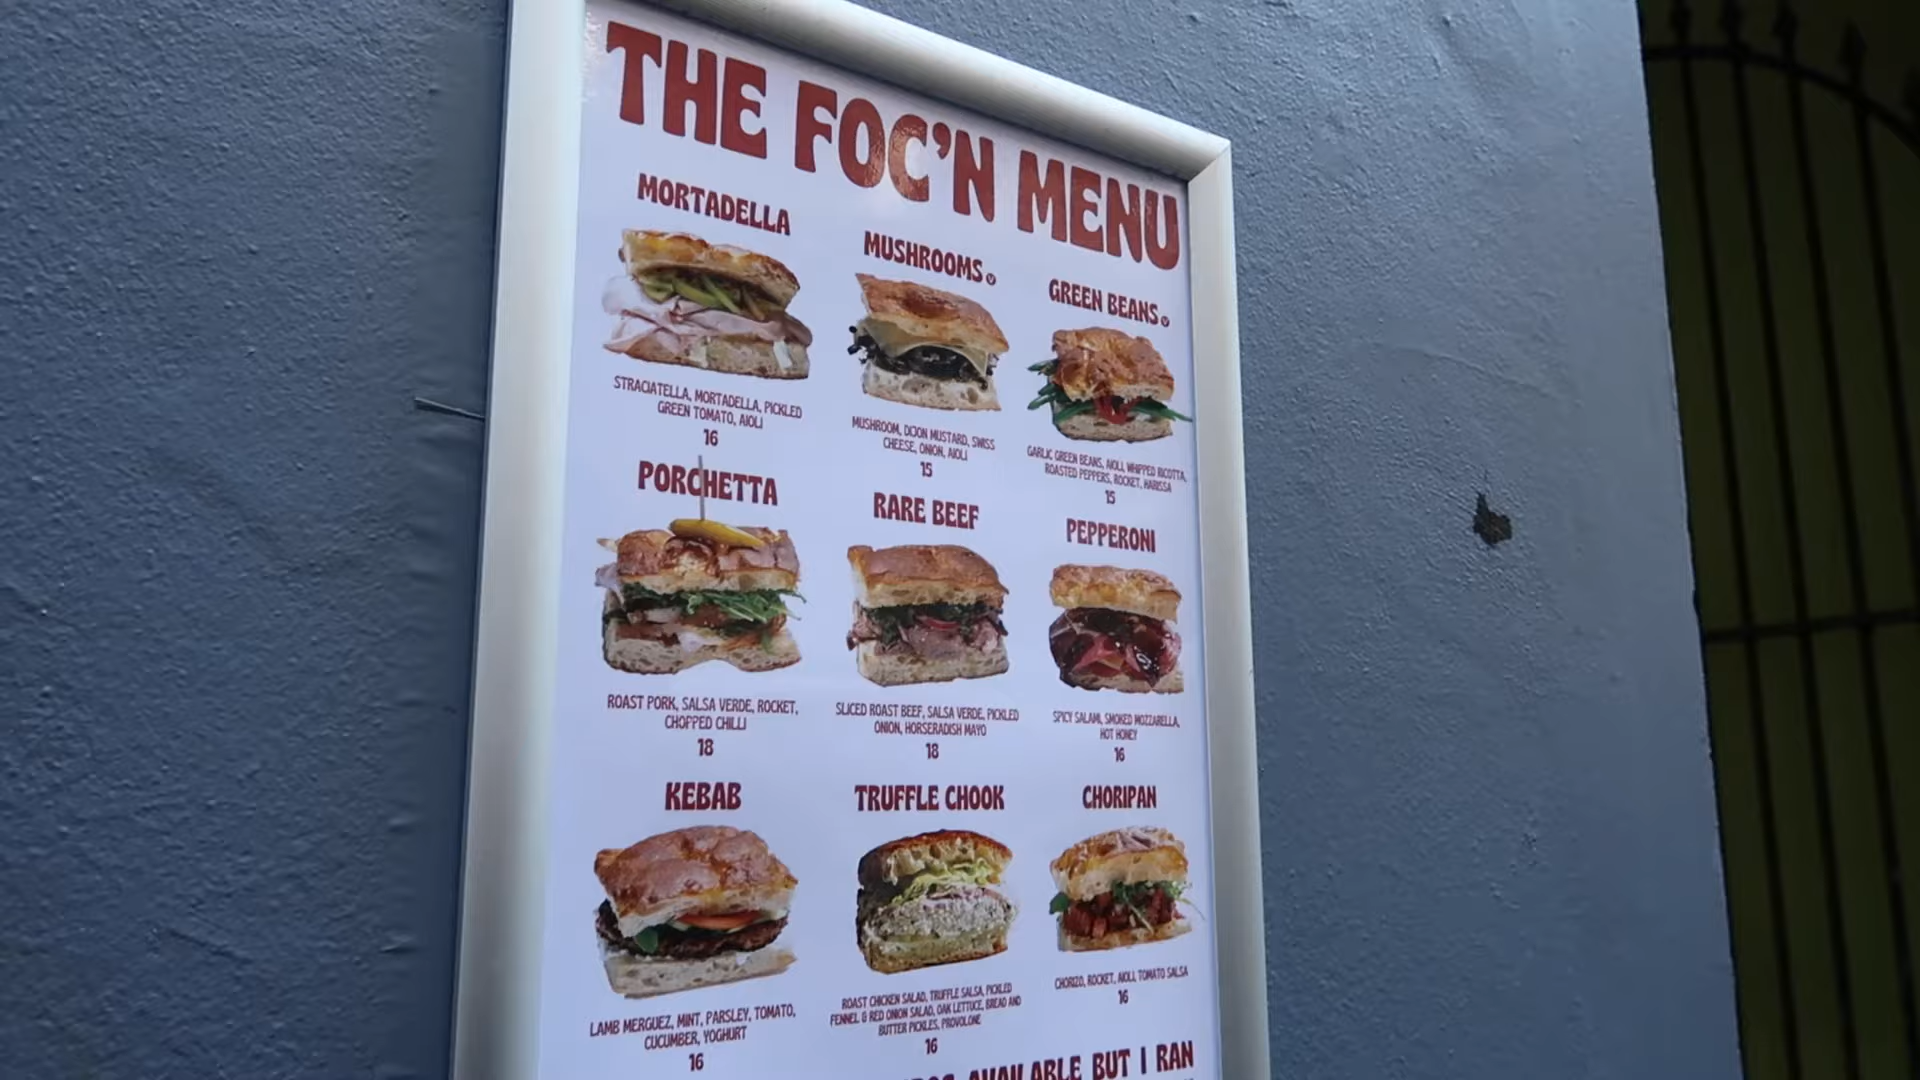 THE FOC'N MENU
MORTADELLA
STRACIATELLA, MORTADELLA, PICKLED
GREEN TOMATO, AIOLI
16
MUSHROOMS V
MUSHROOM, DIJON MUSTARD, SWISS
CHEESE, ONION, AIOLI
15
GREEN BEANS V
GARLIC GREEN BEANS, AIOLI, WHIPPED RICOTTA,
ROASTED PEPPERS, ROCKET, HARISSA
15
PORCHETTA
ROAST PORK, SALSA VERDE, ROCKET,
CHOPPED CHILLI
18
RARE BEEF
SLICED ROAST BEEF, SALSA VERDE, PICKLED
ONION, HORSERADISH MAYO
18
PEPPERONI
SPICY SALAMI, SMOKED MOZZARELLA,
HOT HONEY
16
KEBAB
LAMB MERGUEZ, MINT, PARSLEY, TOMATO,
CUCUMBER, YOGHURT
16
TRUFFLE CHOOK
ROAST CHICKEN SALAD, TRUFFLE SALSA, PICKLED
FENNEL & RED ONION SALAD, OAK LETTUCE, BREAD AND
BUTTER PICKLES, PROVOLONE
16
CHORIPAN
CHORIZO, ROCKET, AIOLI, TOMATO SALSA
16
AVAILABLE BUT I RAN